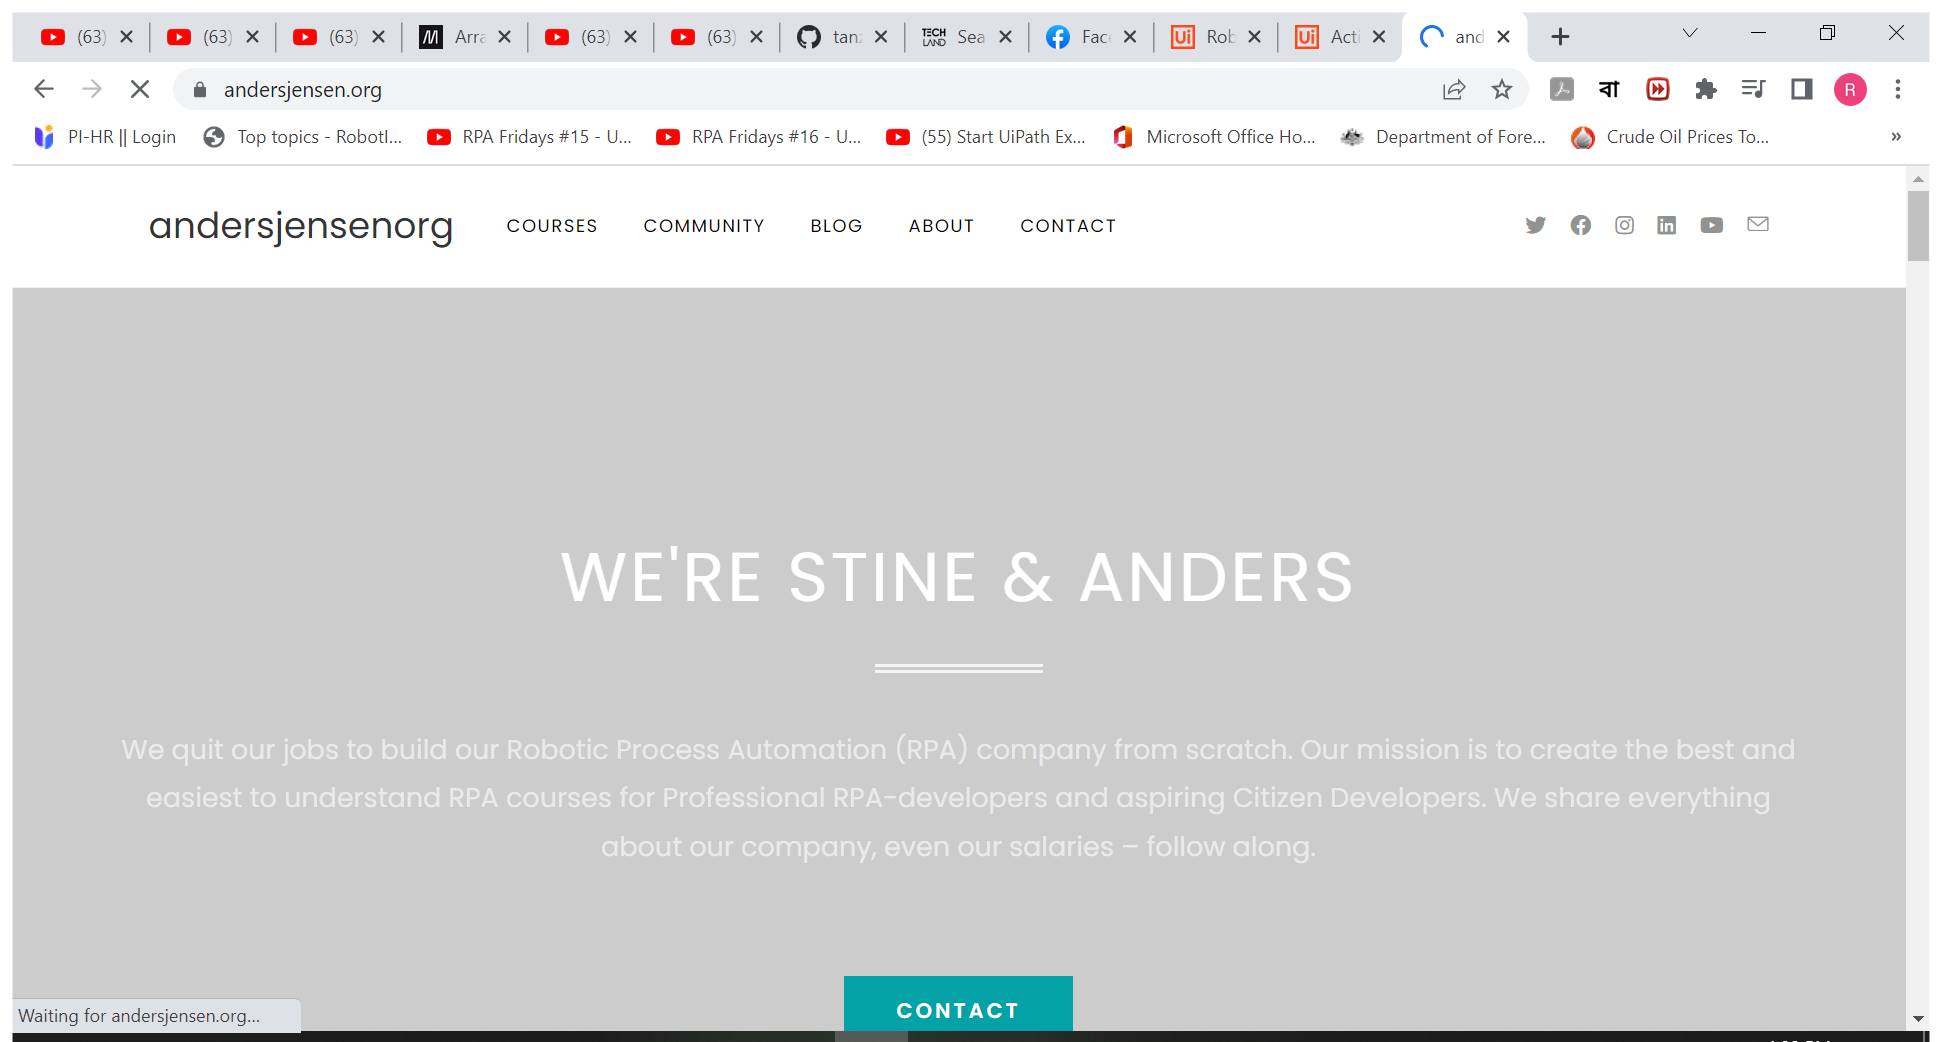 (63) (63) (63) Arra (63) (63) tan Sea Fac Rob Acti and
andersjensen.org R
PI-HR || Login Top topics - RobotI... RPA Fridays #15 - U... RPA Fridays #16 - U... (55) Start UiPath Ex... Microsoft Office Ho... Department of Fore... Crude Oil Prices To... »
andersjensenorg COURSES COMMUNITY BLOG ABOUT CONTACT
WE'RE STINE & ANDERS
We quit our jobs to build our Robotic Process Automation (RPA) company from scratch. Our mission is to create the best and
easiest to understand RPA courses for Professional RPA-developers and aspiring Citizen Developers. We share everything
about our company, even our salaries – follow along.
CONTACT
Waiting for andersjensen.org...